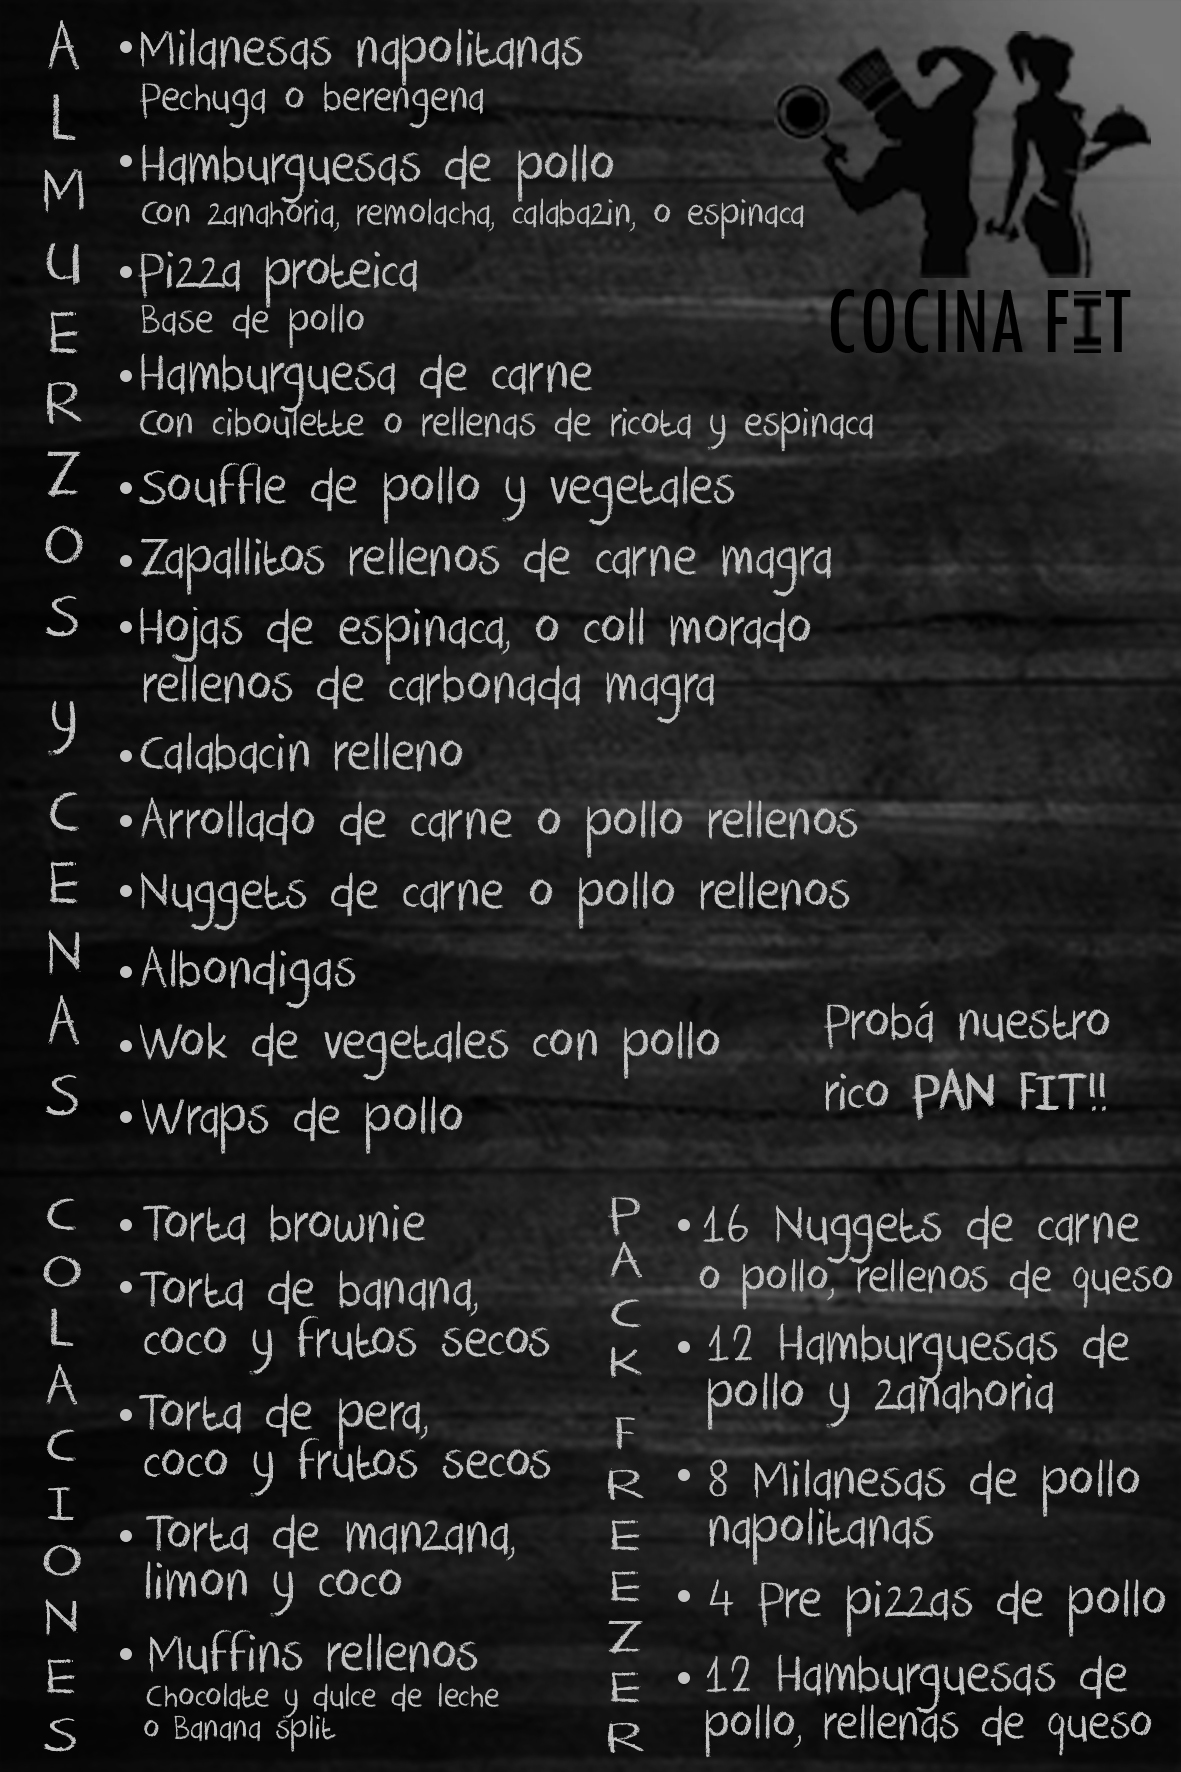 ALMUERZOS y CENAS
•Milanesas napolitanas
Pechuga o berengena
•Hamburguesas de pollo
Con zanahoria, remolacha, calabazin, o espinaca
•Pizza proteica
Base de pollo
•Hamburguesa de carne
Con ciboulette o rellenas de ricota y espinaca
•Souffle de pollo y vegetales
•Zapallitos rellenos de carne magra
•Hojas de espinaca, o coll morado
rellenos de carbonada magra
•Calabacin relleno
•Arrollado de carne o pollo rellenos
•Nuggets de carne o pollo rellenos
•Albondigas
•Wok de vegetales con pollo
•Wraps de pollo
COCINA FIT
Probá nuestro
rico PAN FIT!!
COLACIONES
•Torta brownie
•Torta de banana,
coco y frutos secos
•Torta de pera,
coco y frutos secos
•Torta de manzana,
limon y coco
•Muffins rellenos
Chocolate y dulce de leche
o Banana split
PACK FREEZER
•16 Nuggets de carne
o pollo, rellenos de queso
•12 Hamburguesas de
pollo y zanahoria
•8 Milanesas de pollo
napolitanas
•4 Pre pizzas de pollo
•12 Hamburguesas de
pollo, rellenas de queso